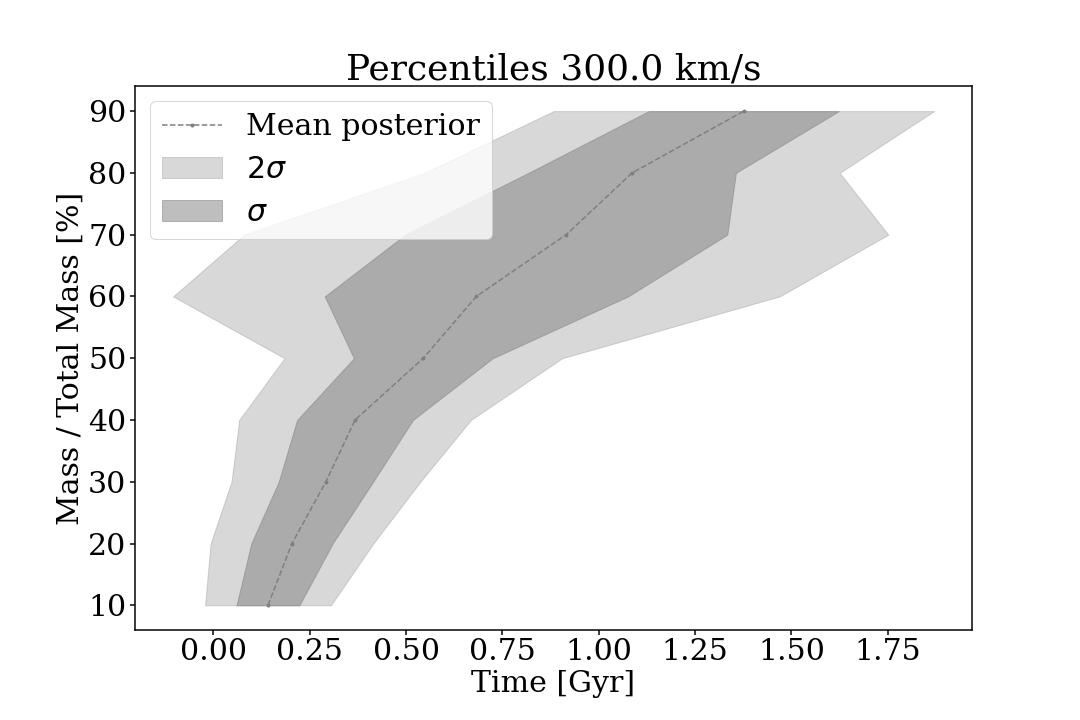 Percentiles 300.0 km/s
Mean posterior
2σ
σ
Mass / Total Mass [%]
90
80
70
60
50
40
30
20
10
0.00 0.25 0.50 0.75 1.00 1.25 1.50 1.75
Time [Gyr]